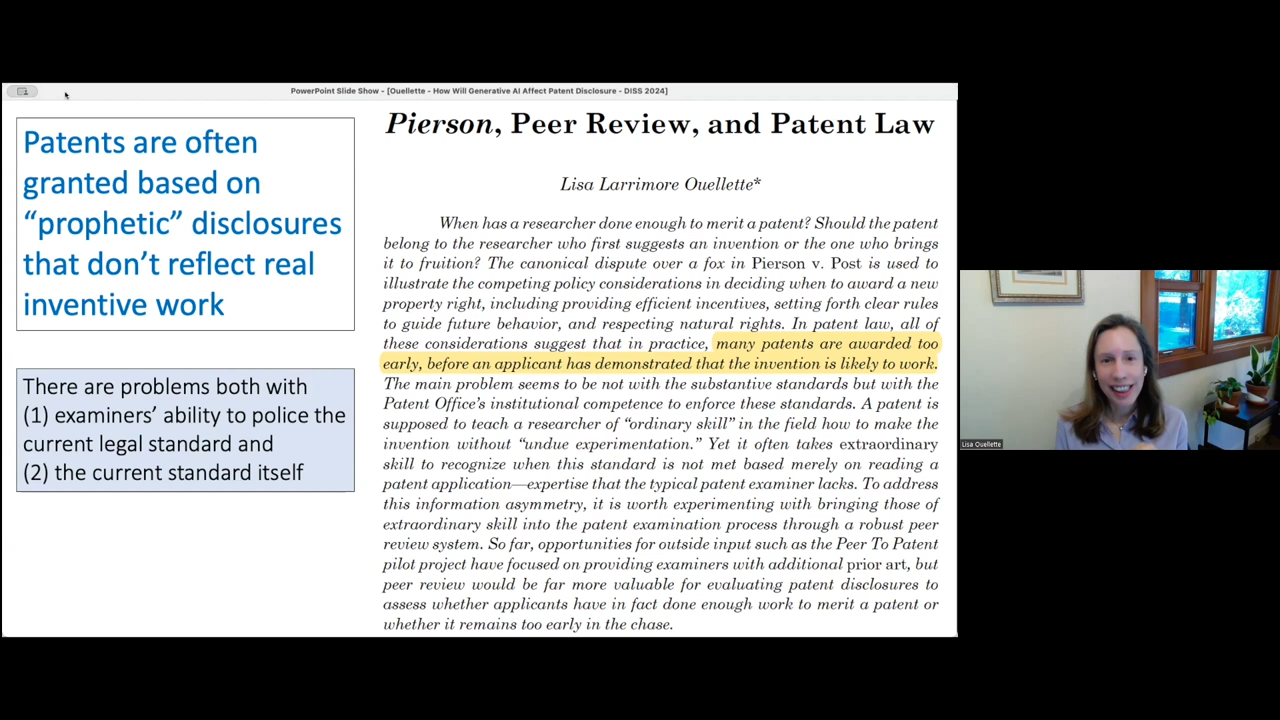 PowerPoint Slide Show - [Ouellette - How Will Generative AI Affect Patent Disclosure - DISS 2024]
Patents are often
granted based on
“prophetic” disclosures
that don’t reflect real
inventive work
There are problems both with
(1) examiners’ ability to police the
current legal standard and
(2) the current standard itself
Pierson, Peer Review, and Patent Law
Lisa Larrimore Ouellette*
When has a researcher done enough to merit a patent? Should the patent
belong to the researcher who first suggests an invention or the one who brings
it to fruition? The canonical dispute over a fox in Pierson v. Post is used to
illustrate the competing policy considerations in deciding when to award a new
property right, including providing efficient incentives, setting forth clear rules
to guide future behavior, and respecting natural rights. In patent law, all of
these considerations suggest that in practice, many patents are awarded too
early, before an applicant has demonstrated that the invention is likely to work.
The main problem seems to be not with the substantive standards but with the
Patent Office’s institutional competence to enforce these standards. A patent is
supposed to teach a researcher of “ordinary skill” in the field how to make the
invention without “undue experimentation.” Yet it often takes extraordinary
skill to recognize when this standard is not met based merely on reading a
patent application—expertise that the typical patent examiner lacks. To address
this information asymmetry, it is worth experimenting with bringing those of
extraordinary skill into the patent examination process through a robust peer
review system. So far, opportunities for outside input such as the Peer To Patent
pilot project have focused on providing examiners with additional prior art, but
peer review would be far more valuable for evaluating patent disclosures to
assess whether applicants have in fact done enough work to merit a patent or
whether it remains too early in the chase.
Lisa Ouellette